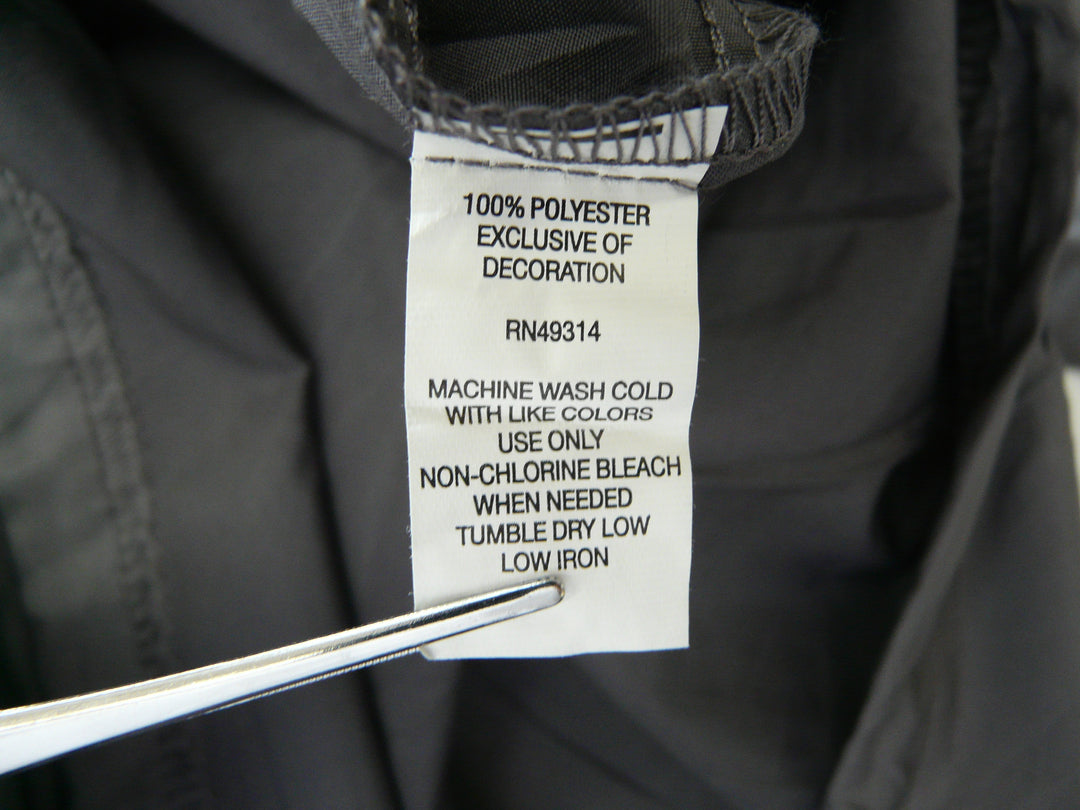 100% POLYESTER
EXCLUSIVE OF
DECORATION
RN49314
MACHINE WASH COLD
WITH LIKE COLORS
USE ONLY
NON-CHLORINE BLEACH
WHEN NEEDED
TUMBLE DRY LOW
LOW IRON